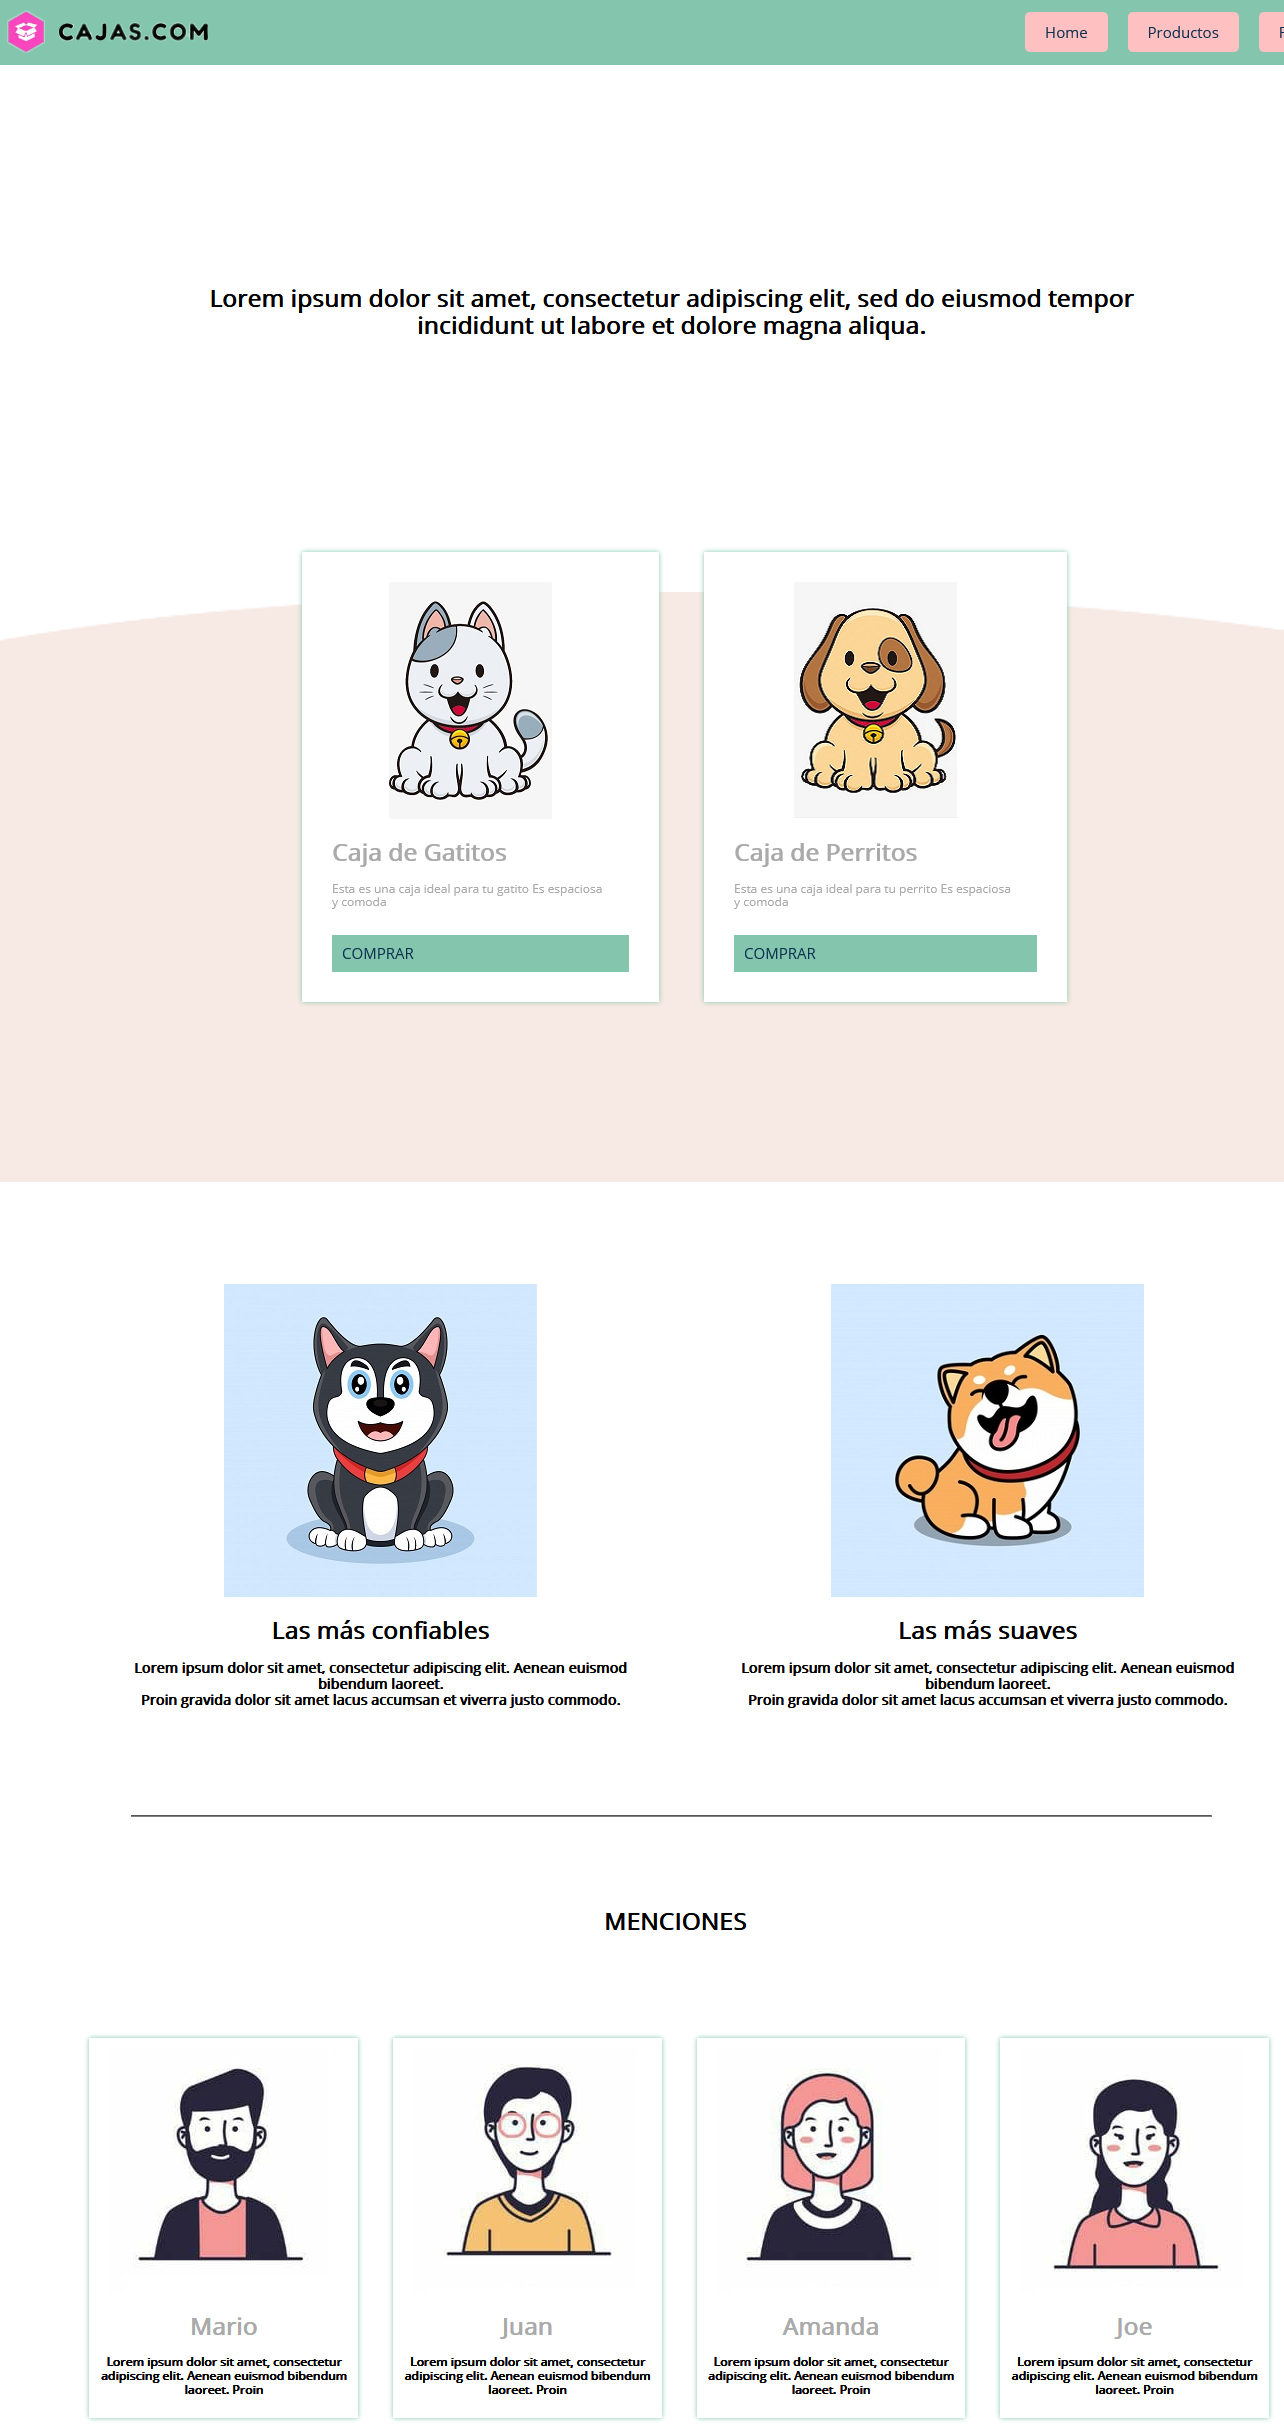 CAJAS.COM
Home
Productos
Lorem ipsum dolor sit amet, consectetur adipiscing elit, sed do eiusmod tempor
incididunt ut labore et dolore magna aliqua.
Caja de Gatitos
Esta es una caja ideal para tu gatito Es espaciosa
y comoda
COMPRAR
Caja de Perritos
Esta es una caja ideal para tu perrito Es espaciosa
y comoda
COMPRAR
Las más confiables
Lorem ipsum dolor sit amet, consectetur adipiscing elit. Aenean euismod
bibendum laoreet.
Proin gravida dolor sit amet lacus accumsan et viverra justo commodo.
Las más suaves
Lorem ipsum dolor sit amet, consectetur adipiscing elit. Aenean euismod
bibendum laoreet.
Proin gravida dolor sit amet lacus accumsan et viverra justo commodo.
MENCIONES
Mario
Lorem ipsum dolor sit amet, consectetur
adipiscing elit. Aenean euismod bibendum
laoreet. Proin
Juan
Lorem ipsum dolor sit amet, consectetur
adipiscing elit. Aenean euismod bibendum
laoreet. Proin
Amanda
Lorem ipsum dolor sit amet, consectetur
adipiscing elit. Aenean euismod bibendum
laoreet. Proin
Joe
Lorem ipsum dolor sit amet, consectetur
adipiscing elit. Aenean euismod bibendum
laoreet. Proin